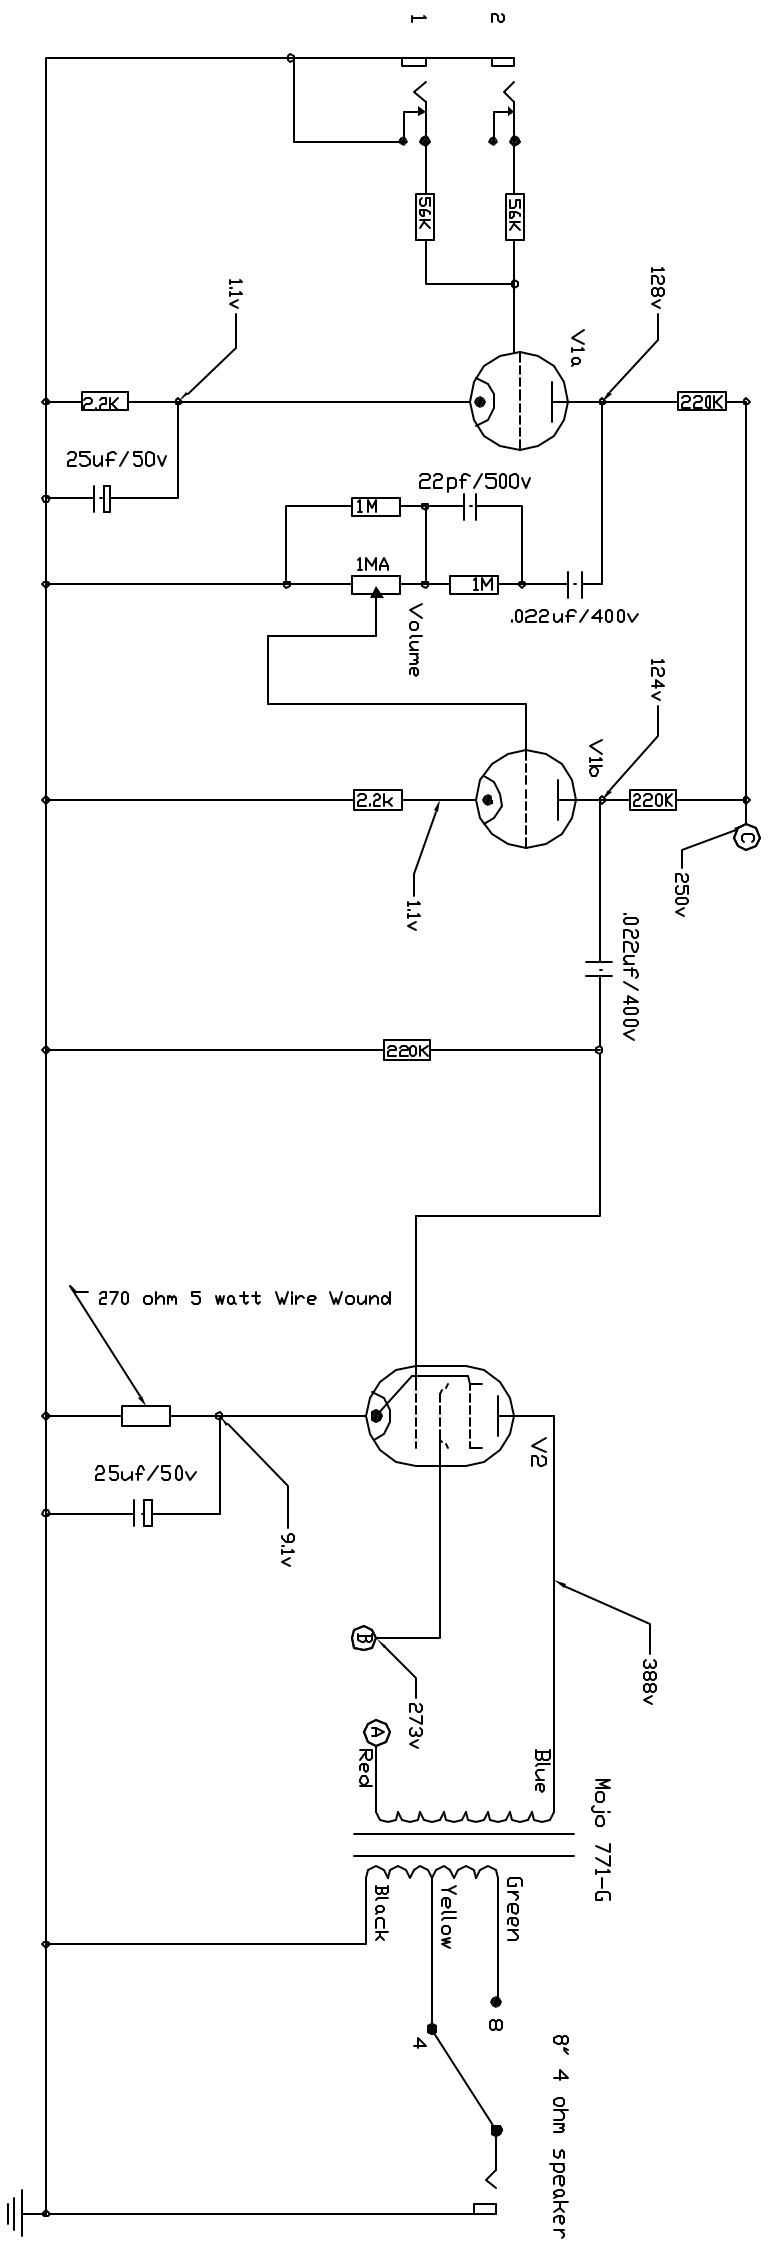 1
2
56K
56K
1.1v
128v
V1a
2.2K
220K
25uf/50v
22pf/500v
1M
1MA
1M
.022uf/400v
Volume
124v
V1b
2.2k
220K
C
1.1v
250v
.022uf/400v
220K
270 ohm 5 watt Wire Wound
V2
25uf/50v
9.1v
B
388v
273v
A
Red
Blue
Mojo 771-G
Black
Yellow
Green
8
4
8" 4 ohm speaker